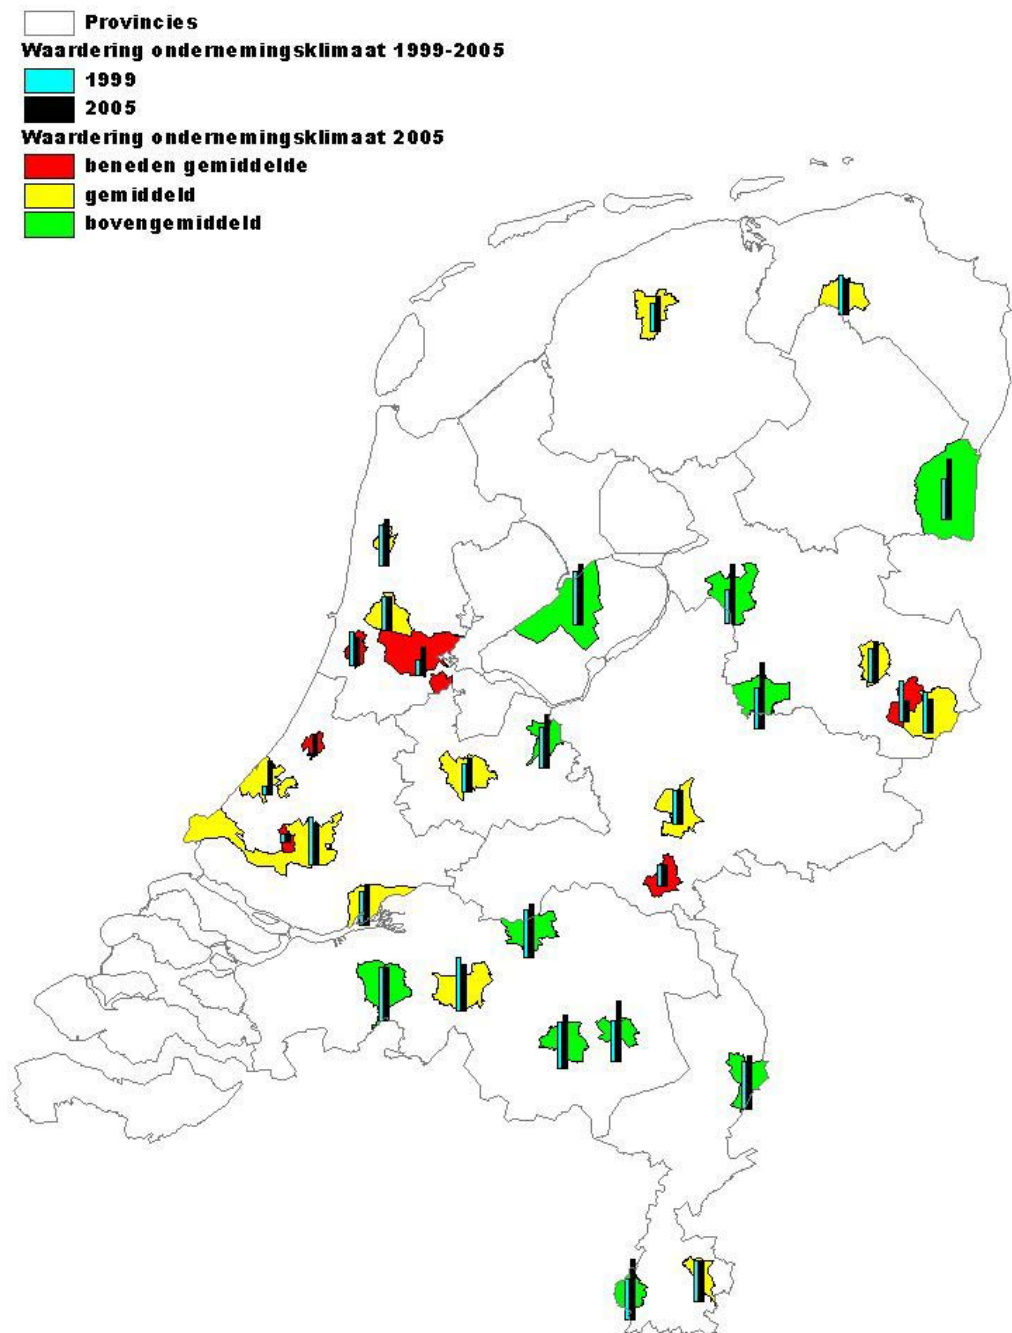 Provincies
Waardering ondernemingsklimaat 1999-2005
1999
2005
Waardering ondernemingsklimaat 2005
beneden gemiddelde
gemiddeld
bovengemiddeld